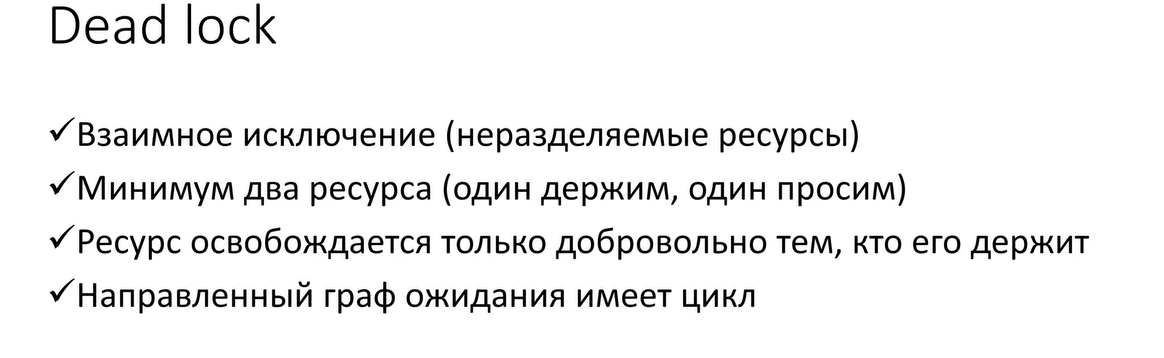 Dead lock
✓Взаимное исключение (неразделяемые ресурсы)
✓Минимум два ресурса (один держим, один просим)
✓Ресурс освобождается только добровольно тем, кто его держит
✓Направленный граф ожидания имеет цикл